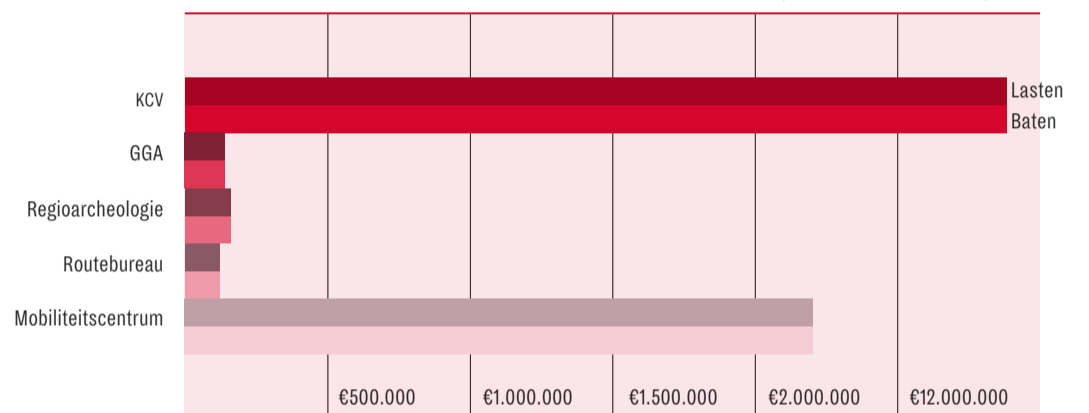 KCV
Lasten
Baten
GGA
Regioarcheologie
Routebureau
Mobiliteitscentrum
€500.000
€1.000.000
€1.500.000
€2.000.000
€12.000.000